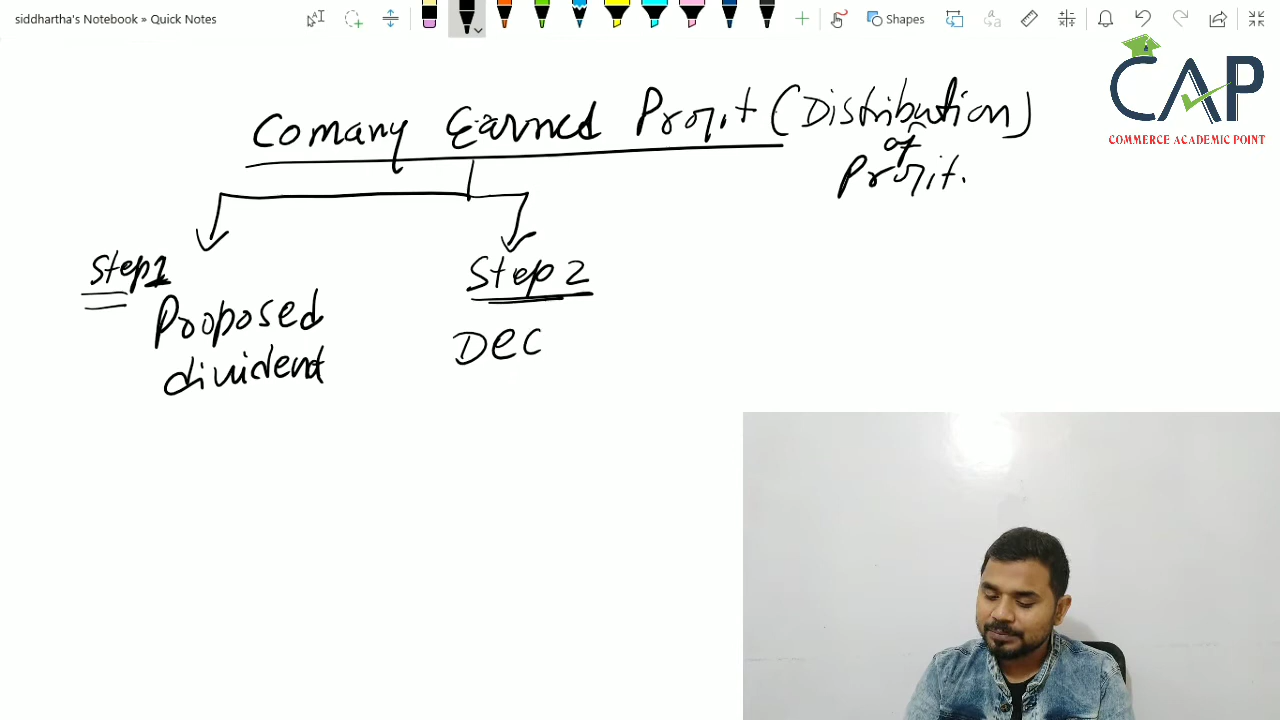 siddhartha's Notebook » Quick Notes
Shapes
CAP
COMMERCE ACADEMIC POINT
Comany Earned Profit (Distribution)
of
Profit.
Step1
Step 2
Proposed
divident
Dec